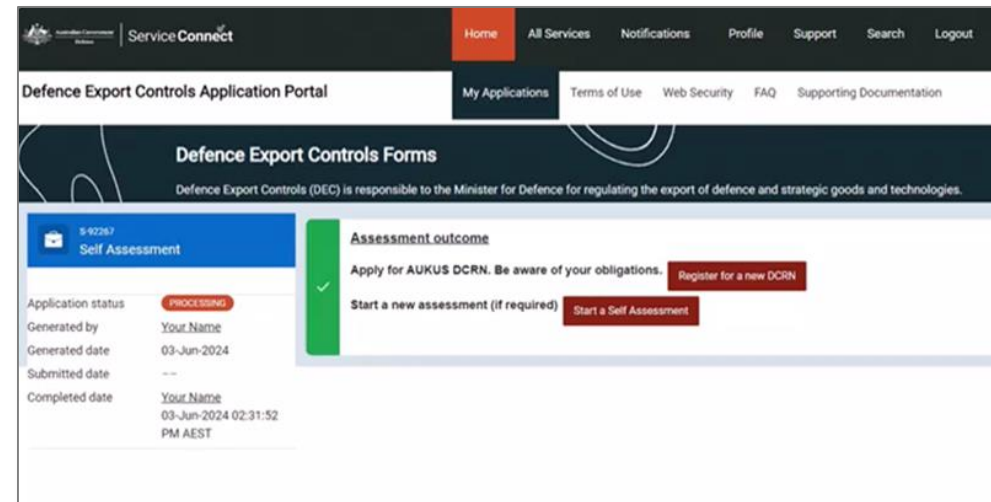 Australian Government
Defence
Service Connect
Home All Services Notifications Profile Support Search Logout
Defence Export Controls Application Portal
My Applications Terms of Use Web Security FAQ Supporting Documentation
Defence Export Controls Forms
Defence Export Controls (DEC) is responsible to the Minister for Defence for regulating the export of defence and strategic goods and technologies.
S-92267
Self Assessment
Application status PROCESSING
Generated by Your Name
Generated date 03-Jun-2024
Submitted date --
Completed date Your Name
03-Jun-2024 02:31:52
PM AEST
Assessment outcome
Apply for AUKUS DCRN. Be aware of your obligations. Register for a new DCRN
Start a new assessment (if required) Start a Self Assessment